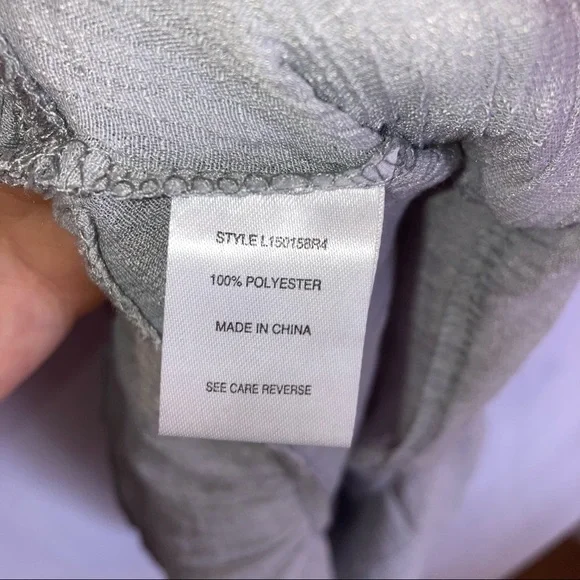 STYLE L150158R4
100% POLYESTER
MADE IN CHINA
SEE CARE REVERSE